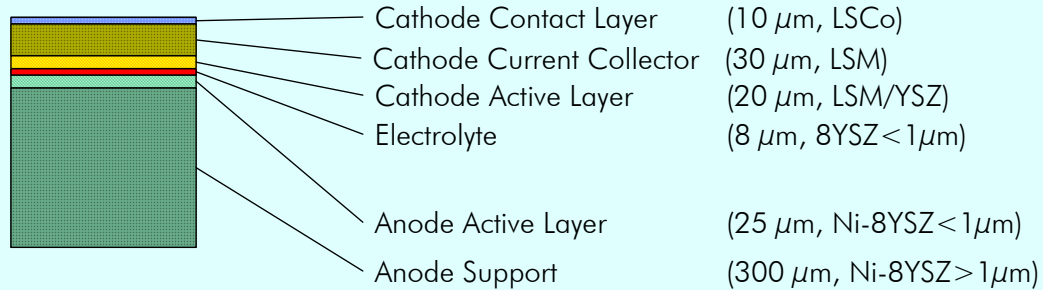 Cathode Contact Layer (10 μm, LSCo)
Cathode Current Collector (30 μm, LSM)
Cathode Active Layer (20 μm, LSM/YSZ)
Electrolyte (8 μm, 8YSZ<1μm)
Anode Active Layer (25 μm, Ni-8YSZ<1μm)
Anode Support (300 μm, Ni-8YSZ>1μm)